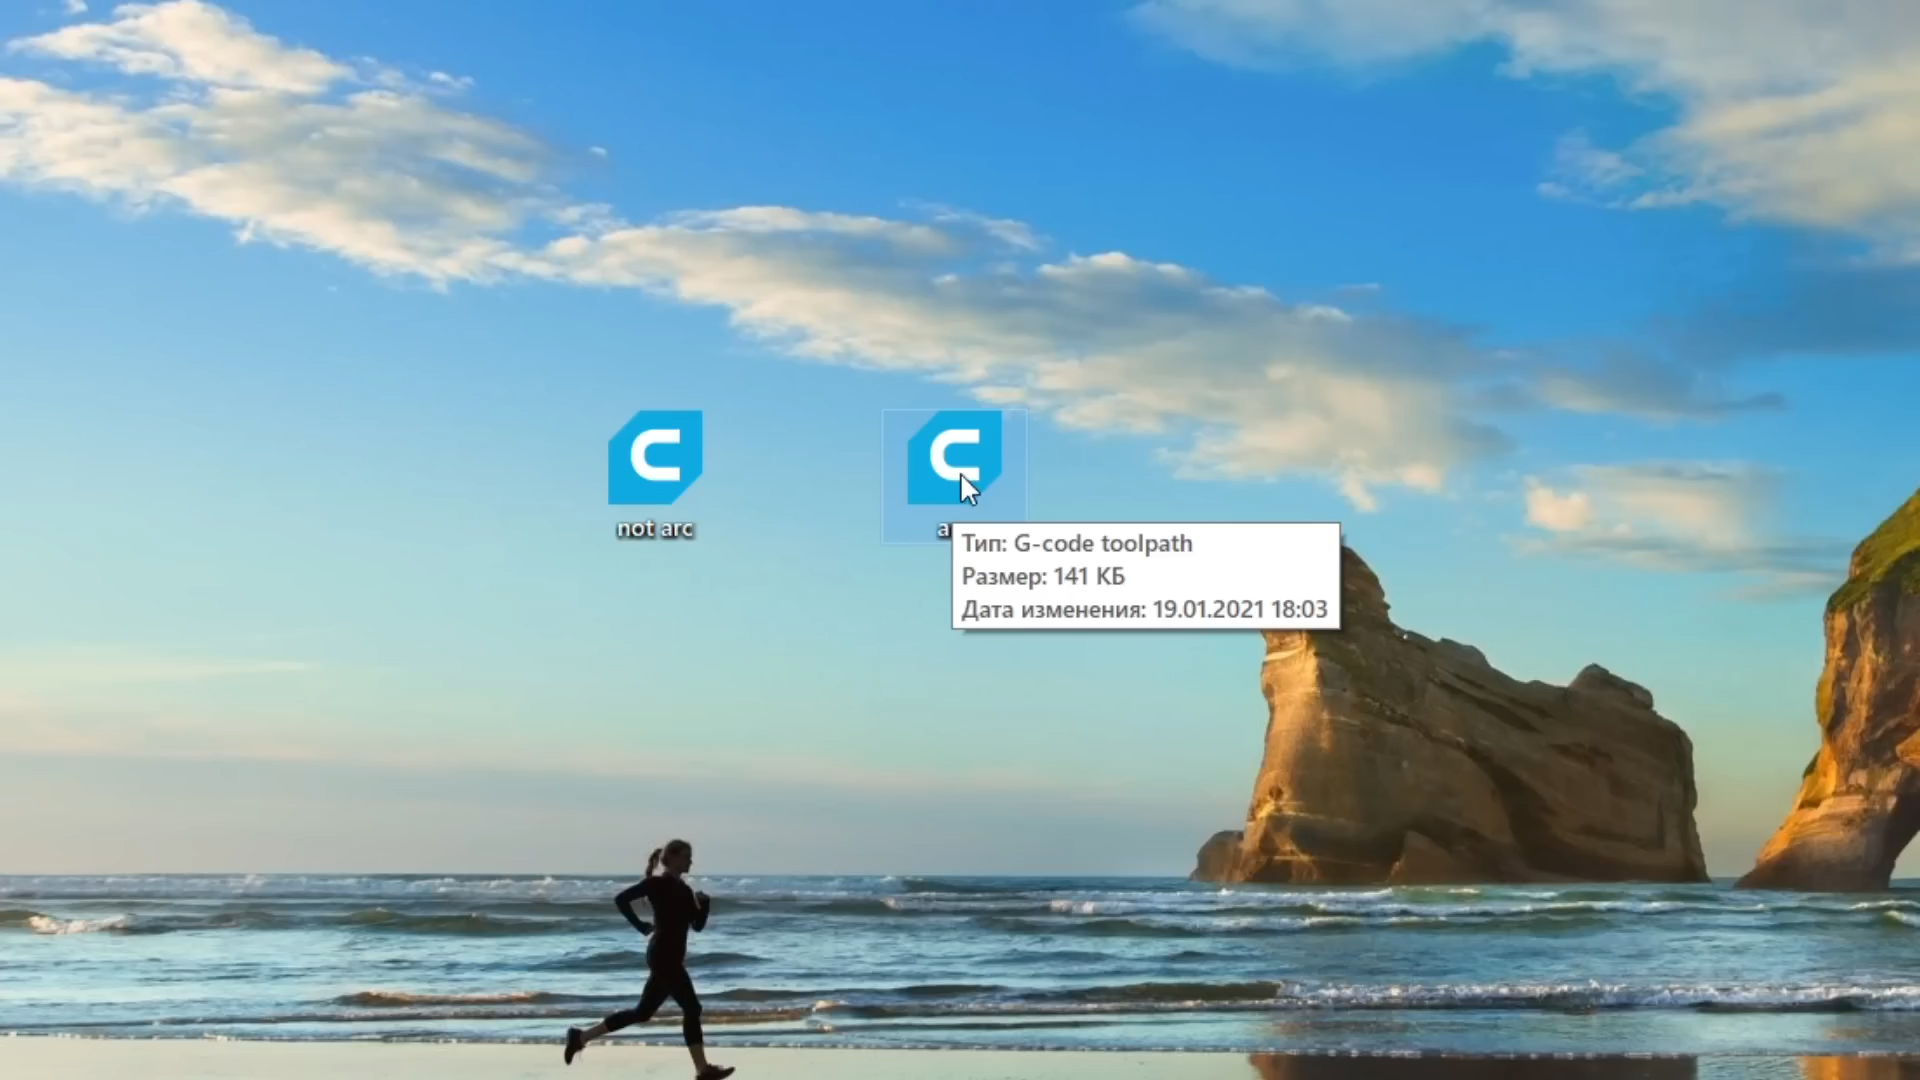 not arc
Тип: G-code toolpath
Размер: 141 КБ
Дата изменения: 19.01.2021 18:03